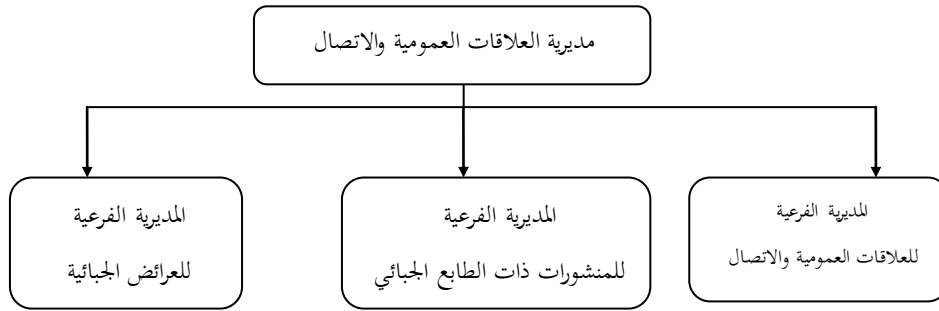 مديرية العلاقات العمومية والاتصال
المديرية الفرعية
للعلاقات العمومية والاتصال
المديرية الفرعية
للمنشورات ذات الطابع الجبائي
المديرية الفرعية
للعرائض الجبائية